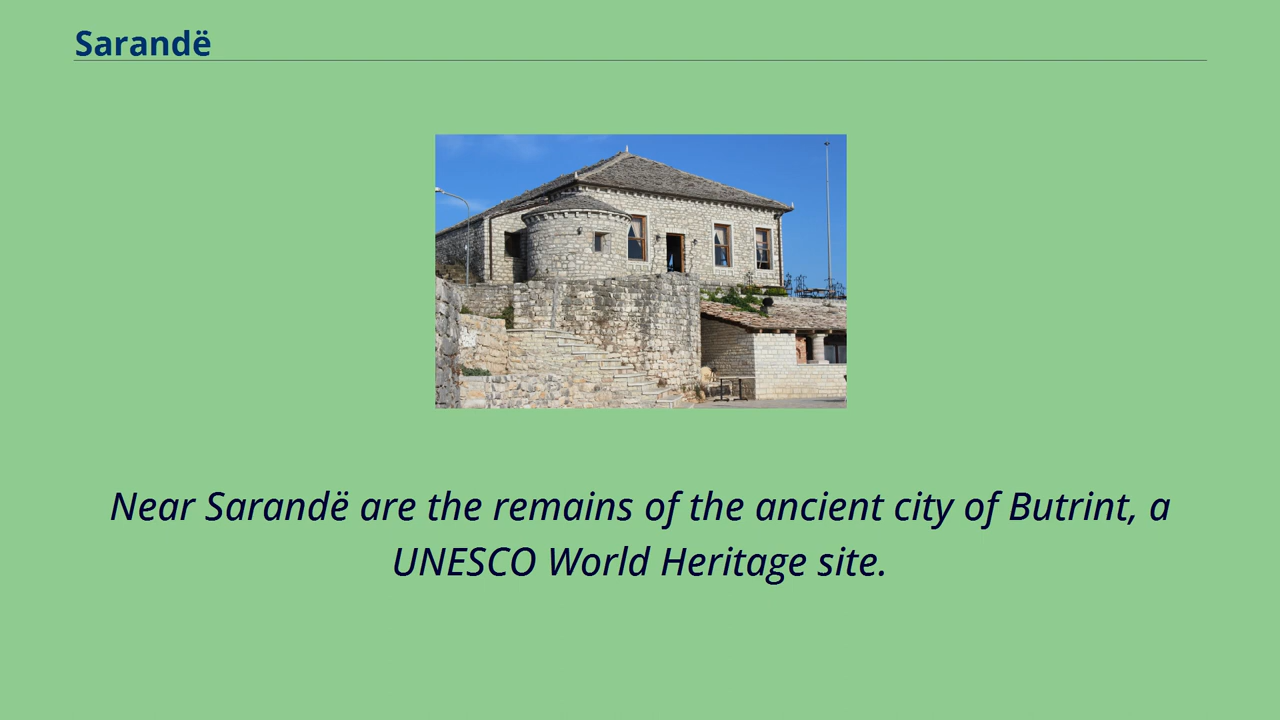 Sarandë
Near Sarandë are the remains of the ancient city of Butrint, a
UNESCO World Heritage site.